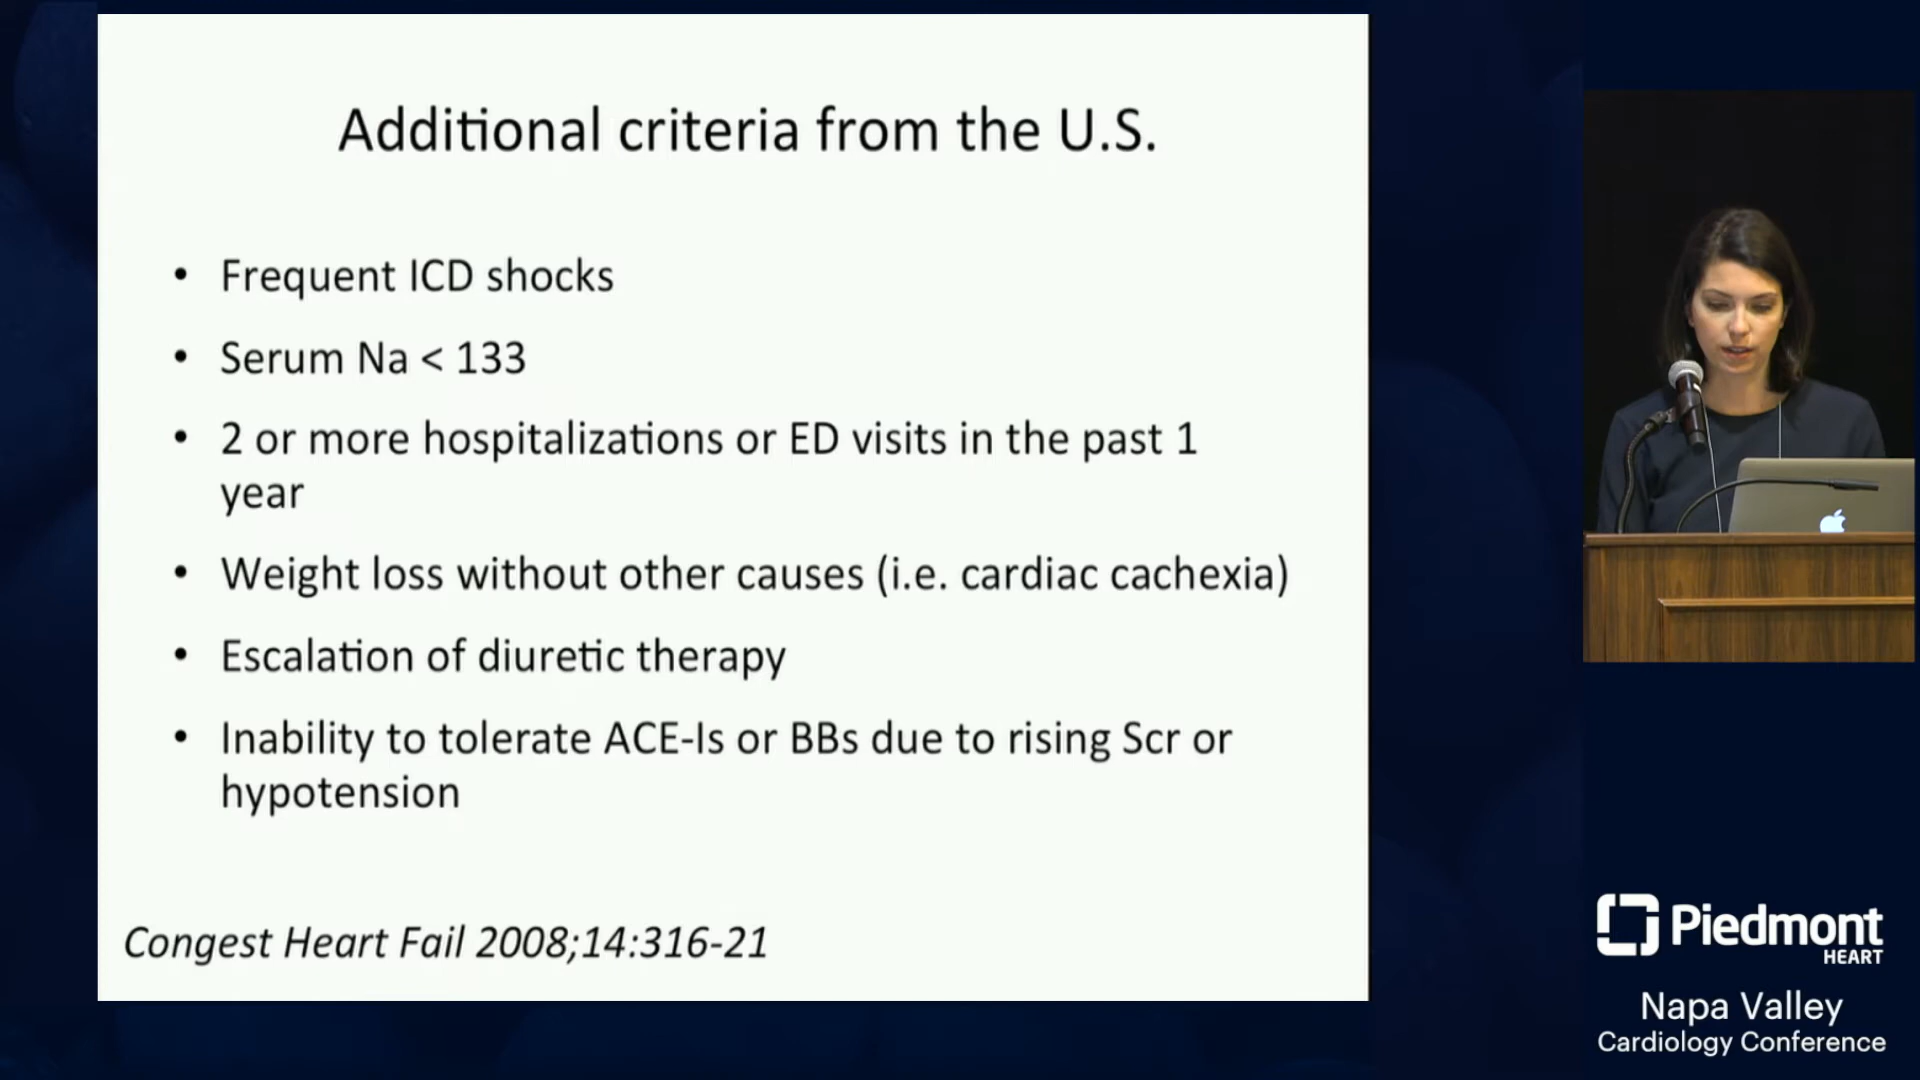 Additional criteria from the U.S.
• Frequent ICD shocks
• Serum Na < 133
• 2 or more hospitalizations or ED visits in the past 1
year
• Weight loss without other causes (i.e. cardiac cachexia)
• Escalation of diuretic therapy
• Inability to tolerate ACE-Is or BBs due to rising Scr or
hypotension
Congest Heart Fail 2008;14:316-21
Piedmont
HEART
Napa Valley
Cardiology Conference